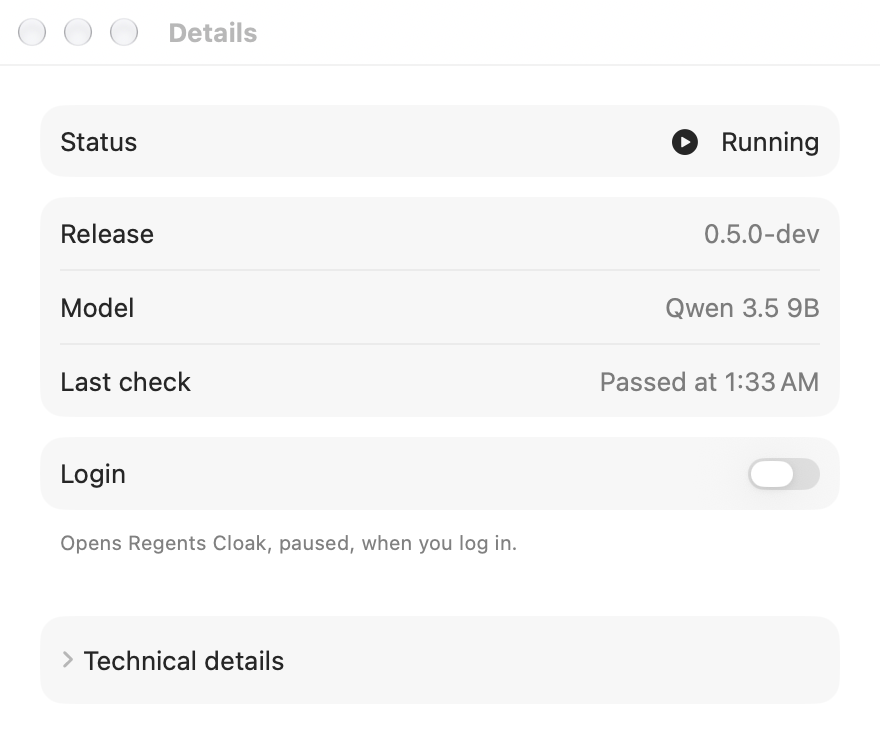 Details
Status
Running
Release
0.5.0-dev
Model
Qwen 3.5 9B
Last check
Passed at 1:33 AM
Login
Opens Regents Cloak, paused, when you log in.
Technical details